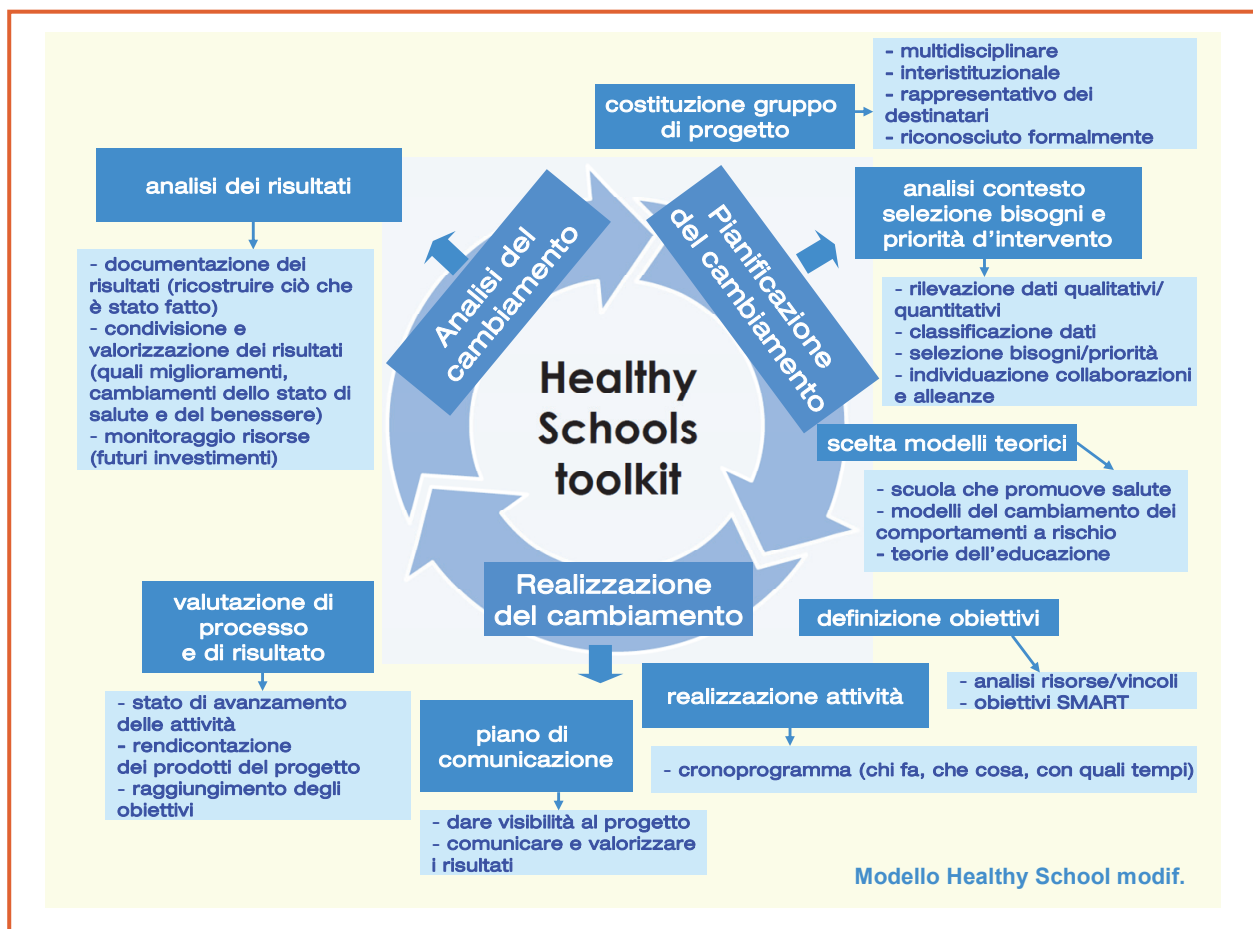 costituzione gruppo
di progetto
- multidisciplinare
- interistituzionale
- rappresentativo dei
destinatari
- riconosciuto formalmente
analisi contesto
selezione bisogni e
priorità d'intervento
- rilevazione dati qualitativi/
quantitativi
- classificazione dati
- selezione bisogni/priorità
- individuazione collaborazioni
e alleanze
scelta modelli teorici
- scuola che promuove salute
- modelli del cambiamento dei
comportamenti a rischio
- teorie dell'educazione
definizione obiettivi
- analisi risorse/vincoli
- obiettivi SMART
realizzazione attività
- cronoprogramma (chi fa, che cosa, con quali tempi)
piano di
comunicazione
- dare visibilità al progetto
- comunicare e valorizzare
i risultati
valutazione di
processo
e di risultato
- stato di avanzamento
delle attività
- rendicontazione
dei prodotti del progetto
- raggiungimento degli
obiettivi
analisi dei risultati
- documentazione dei
risultati (ricostruire ciò che
è stato fatto)
- condivisione e
valorizzazione dei risultati
(quali miglioramenti,
cambiamenti dello stato di
salute e del benessere)
- monitoraggio risorse
(futuri investimenti)
Analisi del
cambiamento
Pianificazione
del cambiamento
Realizzazione
del cambiamento
Healthy
Schools
toolkit
Modello Healthy School modif.